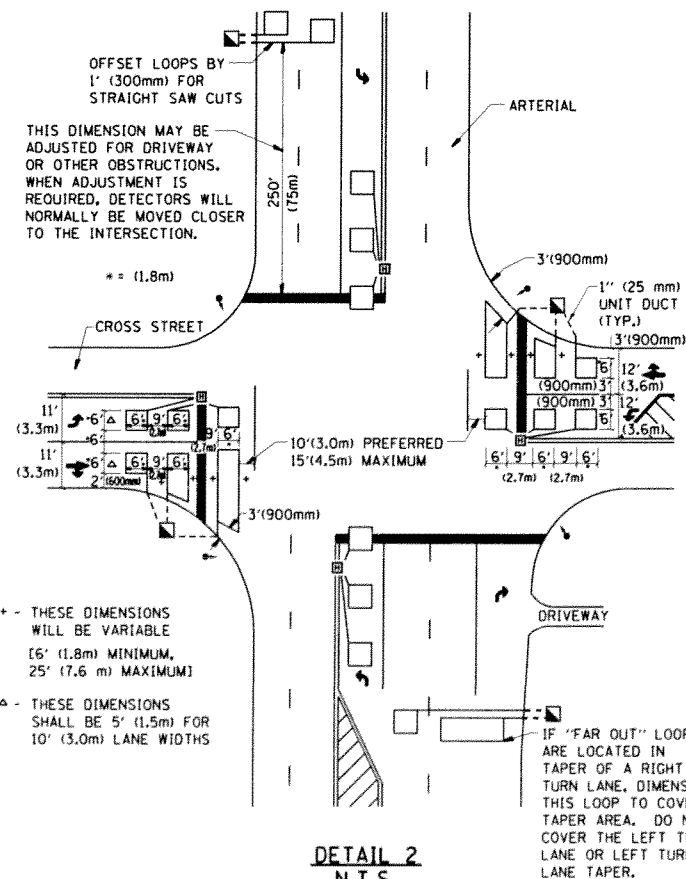 OFFSET LOOPS BY
1' (300mm) FOR
STRAIGHT SAW CUTS
THIS DIMENSION MAY BE
ADJUSTED FOR DRIVEWAY
OR OTHER OBSTRUCTIONS.
WHEN ADJUSTMENT IS
REQUIRED, DETECTORS WILL
NORMALLY BE MOVED CLOSER
TO THE INTERSECTION.
250'
(75m)
* = (1.8m)
ARTERIAL
3'(900mm)
1" (25 mm)
UNIT DUCT
(TYP.)
3'(900mm)
CROSS STREET
H
H
11'
(3.3m)
11'
(3.3m)
6'
6'
9'
6'
6'
6'
6'
9'
6'
2'
(600mm)
(2.7m)
9'
6'
3'(900mm)
10'(3.0m) PREFERRED
15'(4.5m) MAXIMUM
(900mm) 3'
(900mm) 3'
6'
6'
12'
(3.6m)
12'
(3.6m)
6' 9' 6' 9' 6'
(2.7m) (2.7m)
H
H
+ - THESE DIMENSIONS
WILL BE VARIABLE
[6' (1.8m) MINIMUM,
25' (7.6 m) MAXIMUM]
△ - THESE DIMENSIONS
SHALL BE 5' (1.5m) FOR
10' (3.0m) LANE WIDTHS
DRIVEWAY
IF "FAR OUT" LOOP
ARE LOCATED IN
TAPER OF A RIGHT
TURN LANE, DIMENS
THIS LOOP TO COV
TAPER AREA. DO N
COVER THE LEFT T
LANE OR LEFT TUR
LANE TAPER.
DETAIL 2
N.T.S.